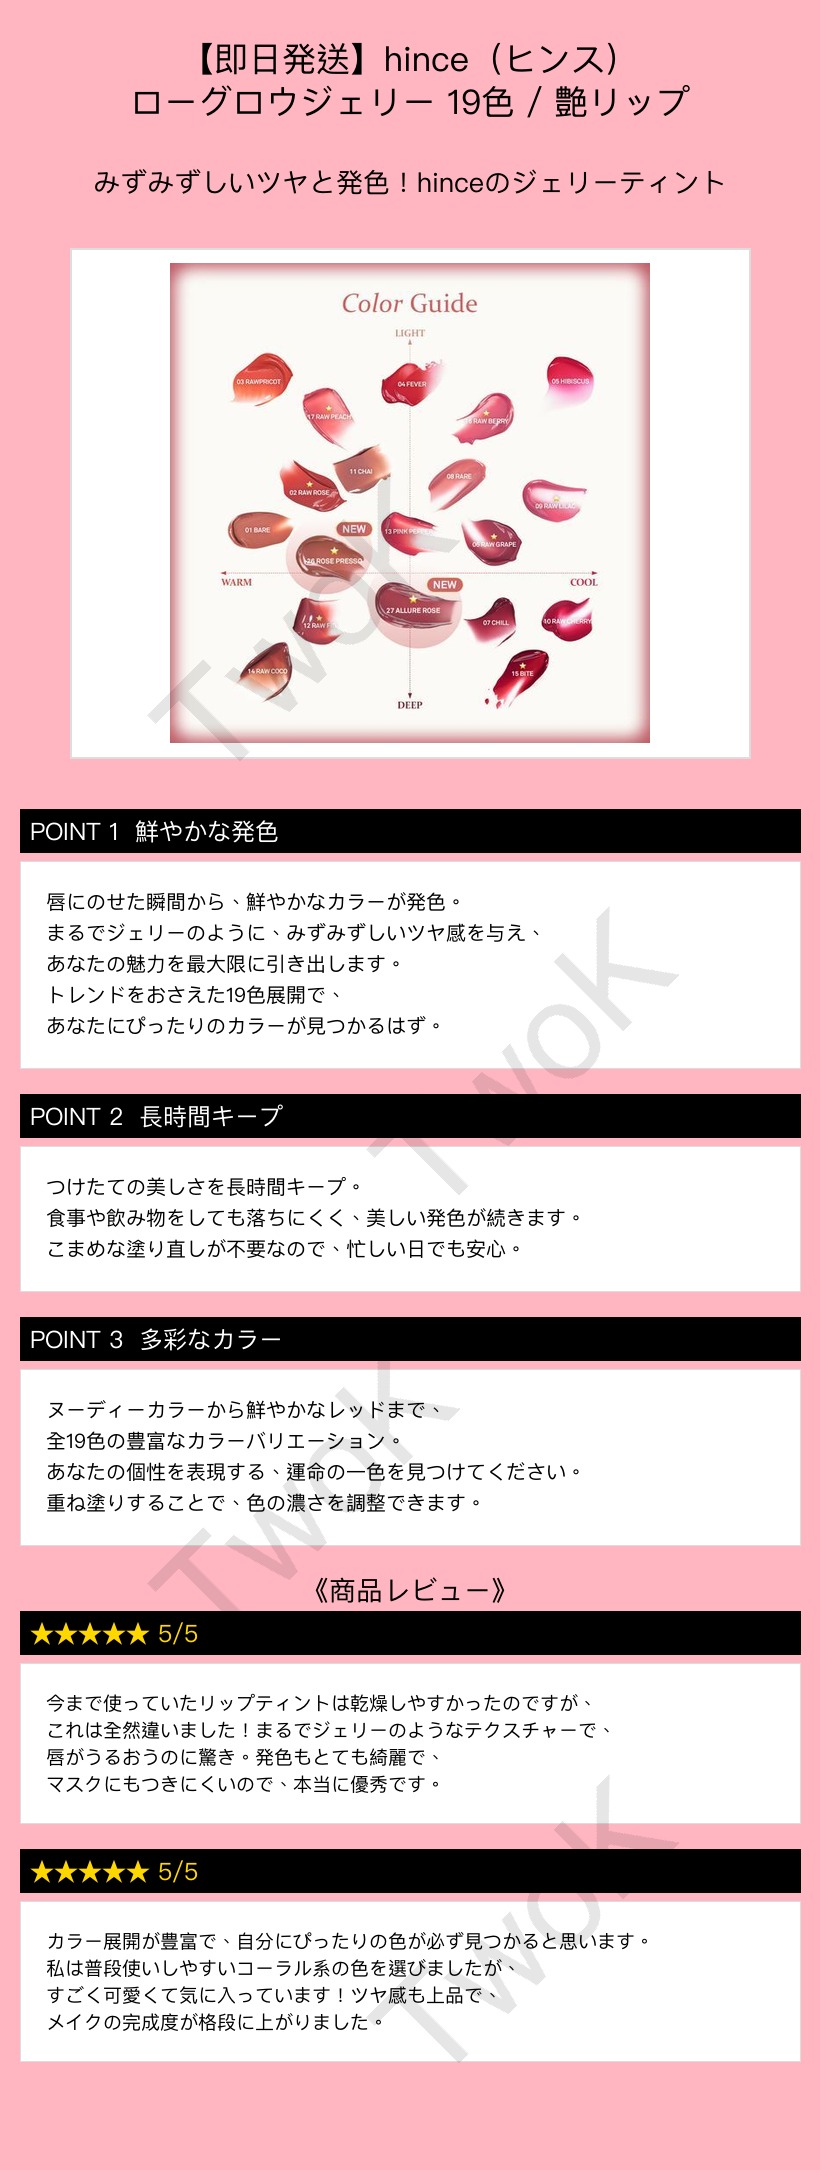 【即日発送】hince（ヒンス）
ローグロウジェリー 19色 / 艶リップ
みずみずしいツヤと発色！hinceのジェリーティント
Color Guide
LIGHT
03 RAWPRICOT
04 FEVER
05 HIBISCUS
17 RAW PEACH
RAW BERRY
11 CHAI
08 RARE
02 RAW ROSE
09 RAW LILAC
01 BARE
NEW
13 PINK PEPPER
06 RAW GRAPE
26 ROSE PRESSO
WARM
COOL
NEW
27 ALLURE ROSE
12 RAW
07 CHILL
10 RAW CHERRY
14 RAW COCO
15 BITE
DEEP
TwoK
POINT 1 鮮やかな発色
唇にのせた瞬間から、鮮やかなカラーが発色。
まるでジェリーのように、みずみずしいツヤ感を与え、
あなたの魅力を最大限に引き出します。
トレンドをおさえた19色展開で、
あなたにぴったりのカラーが見つかるはず。
TwoK
POINT 2 長時間キープ
つけたての美しさを長時間キープ。
食事や飲み物をしても落ちにくく、美しい発色が続きます。
こまめな塗り直しが不要なので、忙しい日でも安心。
POINT 3 多彩なカラー
ヌーディーカラーから鮮やかなレッドまで、
全19色の豊富なカラーバリエーション。
あなたの個性を表現する、運命の一色を見つけてください。
重ね塗りすることで、色の濃さを調整できます。
TwoK
《商品レビュー》
★★★★★ 5/5
今まで使っていたリップティントは乾燥しやすかったのですが、
これは全然違いました！まるでジェリーのようなテクスチャーで、
唇がうるおうのに驚き。発色もとても綺麗で、
マスクにもつきにくいので、本当に優秀です。
★★★★★ 5/5
カラー展開が豊富で、自分にぴったりの色が必ず見つかると思います。
私は普段使いしやすいコーラル系の色を選びましたが、
すごく可愛くて気に入っています！ツヤ感も上品で、
メイクの完成度が格段に上がりました。
TwoK